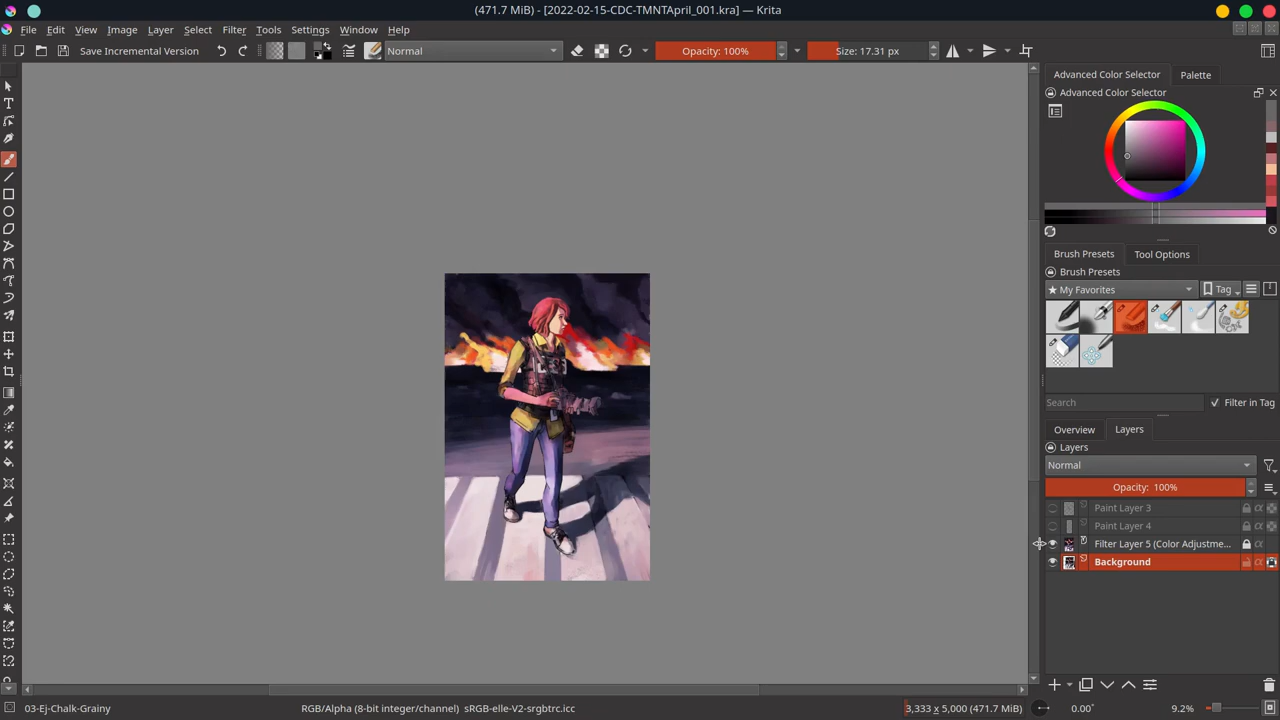 (471.7 MiB) - [2022-02-15-CDC-TMNTApril_001.kra] — Krita
File Edit View Image Layer Select Filter Tools Settings Window Help
Save Incremental Version Normal Opacity: 100% Size: 17.31 px
Advanced Color Selector Palette
Advanced Color Selector
Brush Presets Tool Options
Brush Presets
★ My Favorites Tag
Search Filter in Tag
Overview Layers
Layers
Normal
Opacity: 100%
Paint Layer 3
Paint Layer 4
Filter Layer 5 (Color Adjustme...
Background
03-Ej-Chalk-Grainy RGB/Alpha (8-bit integer/channel) sRGB-elle-V2-srgbtrc.icc 3,333 x 5,000 (471.7 MiB) 0.00° 9.2%